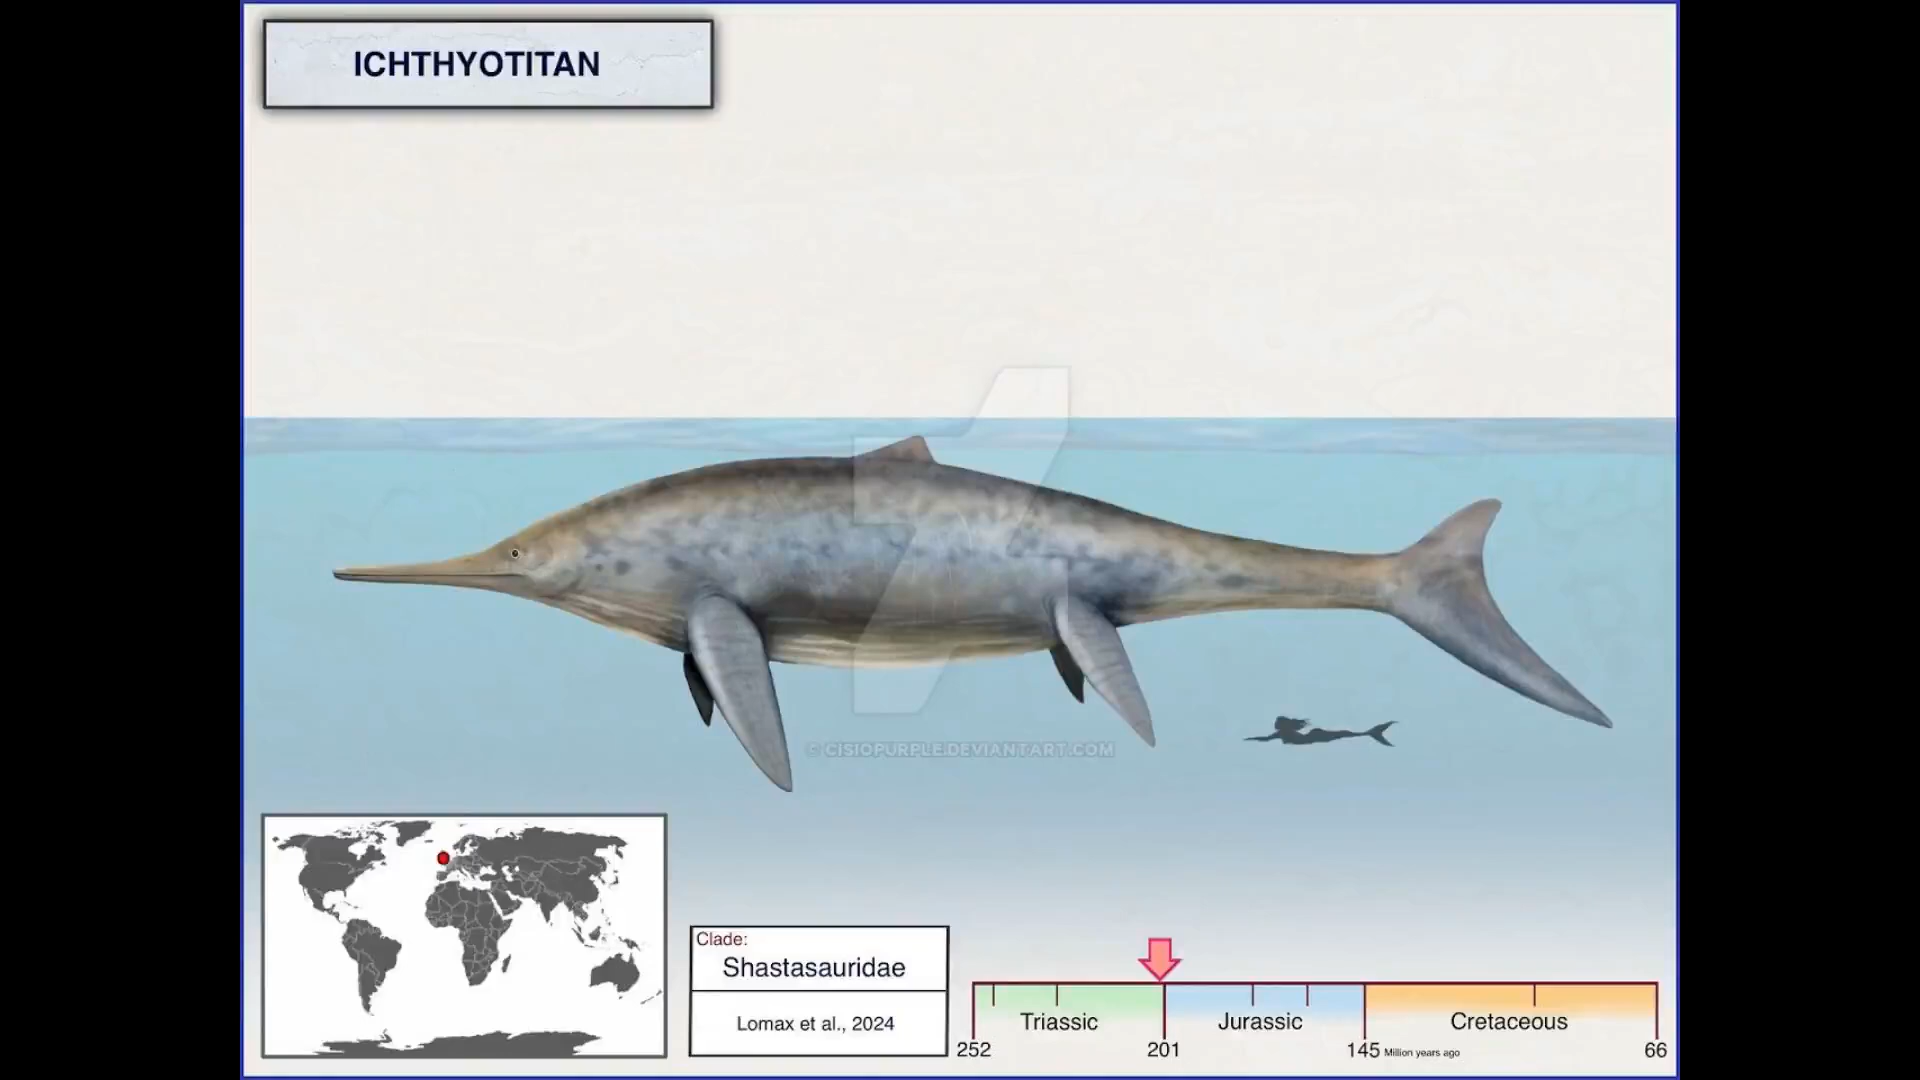 ICHTHYOTITAN
© CISIOPURPLE.DEVIANTART.COM
Clade:
Shastasauridae
Lomax et al., 2024
Triassic Jurassic Cretaceous
252 201 145 Million years ago 66